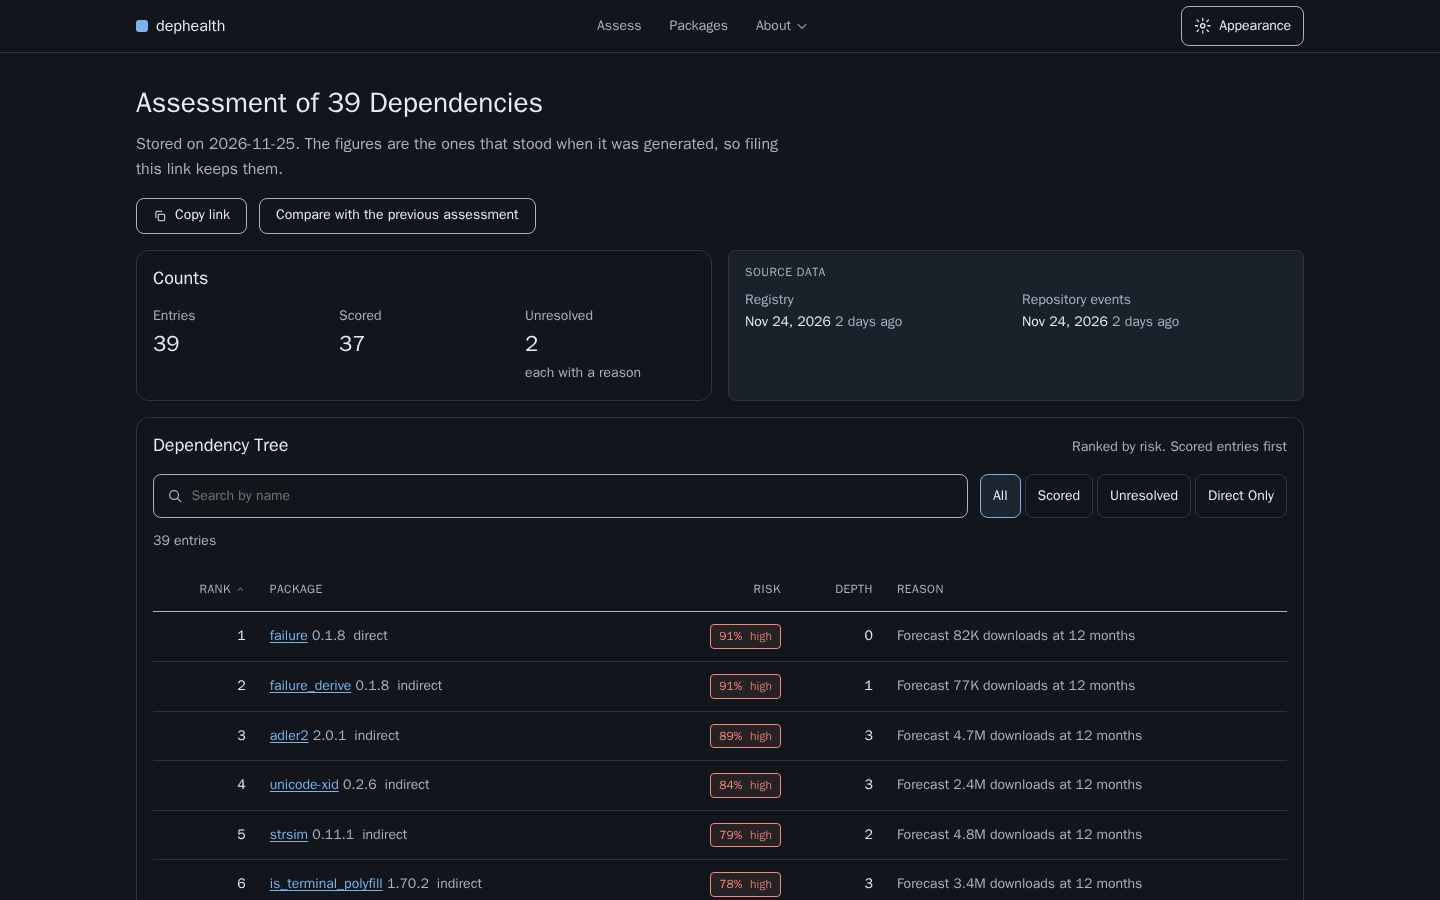 dephealth
Assess
Packages
About
Appearance
Assessment of 39 Dependencies
Stored on 2026-11-25. The figures are the ones that stood when it was generated, so filing
this link keeps them.
Copy link
Compare with the previous assessment
Counts
Entries
Scored
Unresolved
39
37
2
each with a reason
SOURCE DATA
Registry
Repository events
Nov 24, 2026 2 days ago
Nov 24, 2026 2 days ago
Dependency Tree
Ranked by risk. Scored entries first
Search by name
All
Scored
Unresolved
Direct Only
39 entries
RANK PACKAGE RISK DEPTH REASON
1 failure 0.1.8 direct 91% high 0 Forecast 82K downloads at 12 months
2 failure_derive 0.1.8 indirect 91% high 1 Forecast 77K downloads at 12 months
3 adler2 2.0.1 indirect 89% high 3 Forecast 4.7M downloads at 12 months
4 unicode-xid 0.2.6 indirect 84% high 3 Forecast 2.4M downloads at 12 months
5 strsim 0.11.1 indirect 79% high 2 Forecast 4.8M downloads at 12 months
6 is_terminal_polyfill 1.70.2 indirect 78% high 3 Forecast 3.4M downloads at 12 months